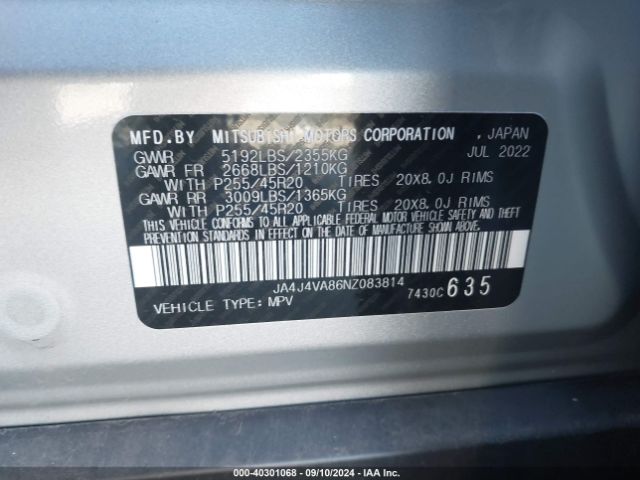 MFD.BY MITSUBISHI MOTORS CORPORATION , JAPAN
GWWR 5192LBS/2355KG JUL 2022
GAWR FR 2668LBS/1210KG
WITH P255/45R20 TIRES 20X8.0J RIMS
GAWR RR 3009LBS/1365KG
WITH P255/45R20 TIRES 20X8.0J RIMS
THIS VEHICLE CONFORMS TO ALL APPLICABLE FEDERAL MOTOR VEHICLE SAFETY AND THEFT
PREVENTION STANDARDS IN EFFECT ON THE DATE OF MANUFACTURE SHOWN ABOVE.
JA4J4VA86NZ083814
VEHICLE TYPE: MPV 7430C 635
000-40301068 - 09/10/2024 - IAA Inc.